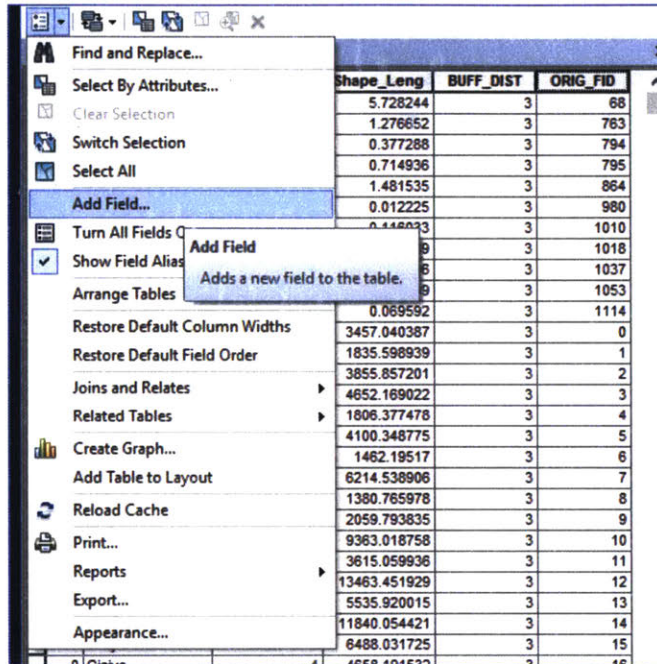 Find and Replace...
Select By Attributes...
Clear Selection
Switch Selection
Select All
Add Field...
Turn All Fields
Add Field
Adds a new field to the table.
Show Field Alias
Arrange Tables
Restore Default Column Widths
Restore Default Field Order
Joins and Relates
Related Tables
Create Graph...
Add Table to Layout
Reload Cache
Print...
Reports
Export...
Appearance...
Shape_Leng BUFF_DIST ORIG_FID
5.728244 3 68
1.276652 3 763
0.377288 3 794
0.714936 3 795
1.481535 3 864
0.012225 3 980
3 1010
9 3 1018
6 3 1037
9 3 1053
0.069592 3 1114
3457.040387 3 0
1835.598939 3 1
3855.857201 3 2
4652.169022 3 3
1806.377478 3 4
4100.348775 3 5
1462.19517 3 6
6214.538906 3 7
1380.765978 3 8
2059.793835 3 9
9363.018758 3 10
3615.059936 3 11
13463.451929 3 12
5535.920015 3 13
11840.054421 3 14
6488.031725 3 15